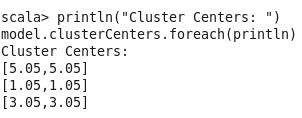 scala> println("Cluster Centers: ")
model.clusterCenters.foreach(println)
Cluster Centers:
[5.05,5.05]
[1.05,1.05]
[3.05,3.05]